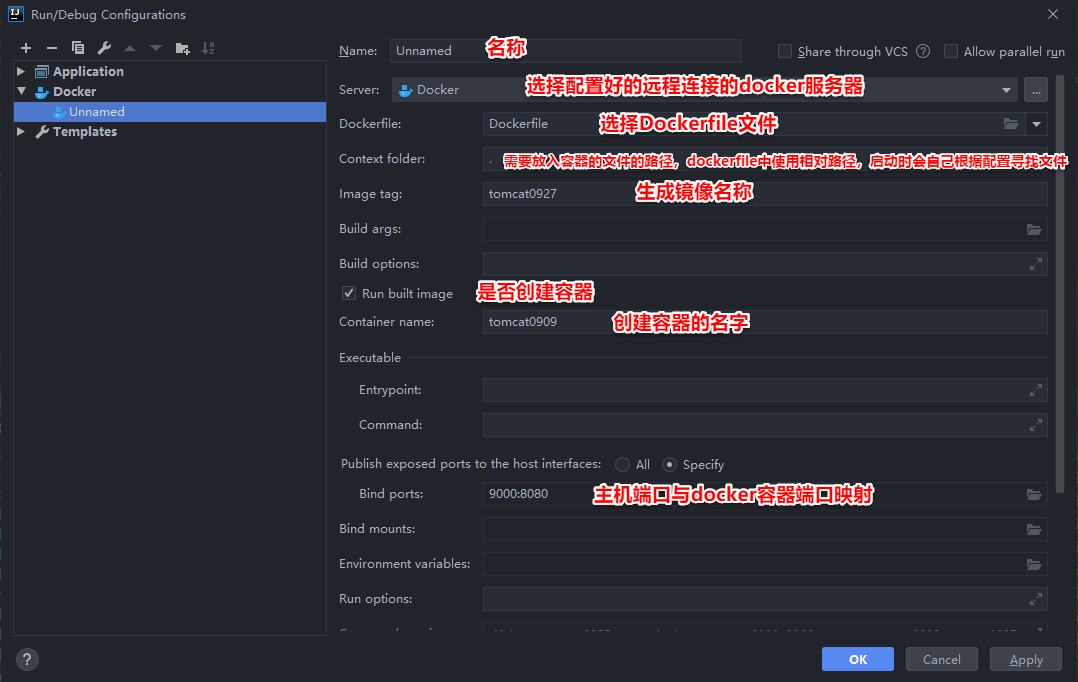 Run/Debug Configurations
Name: Unnamed 名称 Share through VCS ? Allow parallel run
Application
Docker
Unnamed
Templates
Server: Docker 选择配置好的远程连接的docker服务器 ...
Dockerfile: Dockerfile 选择Dockerfile文件
Context folder: . 需要放入容器的文件的路径，dockerfile中使用相对路径，启动时会自己根据配置寻找文件
Image tag: tomcat0927 生成镜像名称
Build args:
Build options:
Run built image 是否创建容器
Container name: tomcat0909 创建容器的名字
Executable
Entrypoint:
Command:
Publish exposed ports to the host interfaces: All Specify
Bind ports: 9000:8080 主机端口与docker容器端口映射
Bind mounts:
Environment variables:
Run options:
? OK Cancel Apply